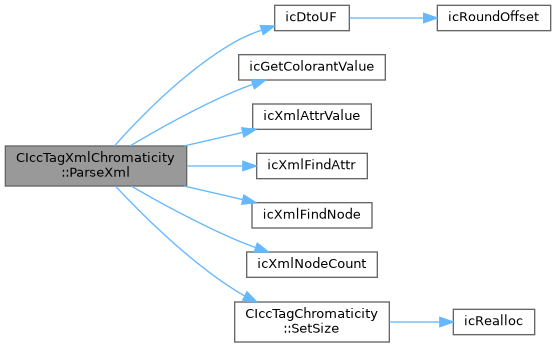 icDtoUF
icRoundOffset
icGetColorantValue
icXmlAttrValue
CIccTagXmlChromaticity
::ParseXml
icXmlFindAttr
icXmlFindNode
icXmlNodeCount
CIccTagChromaticity
::SetSize
icRealloc